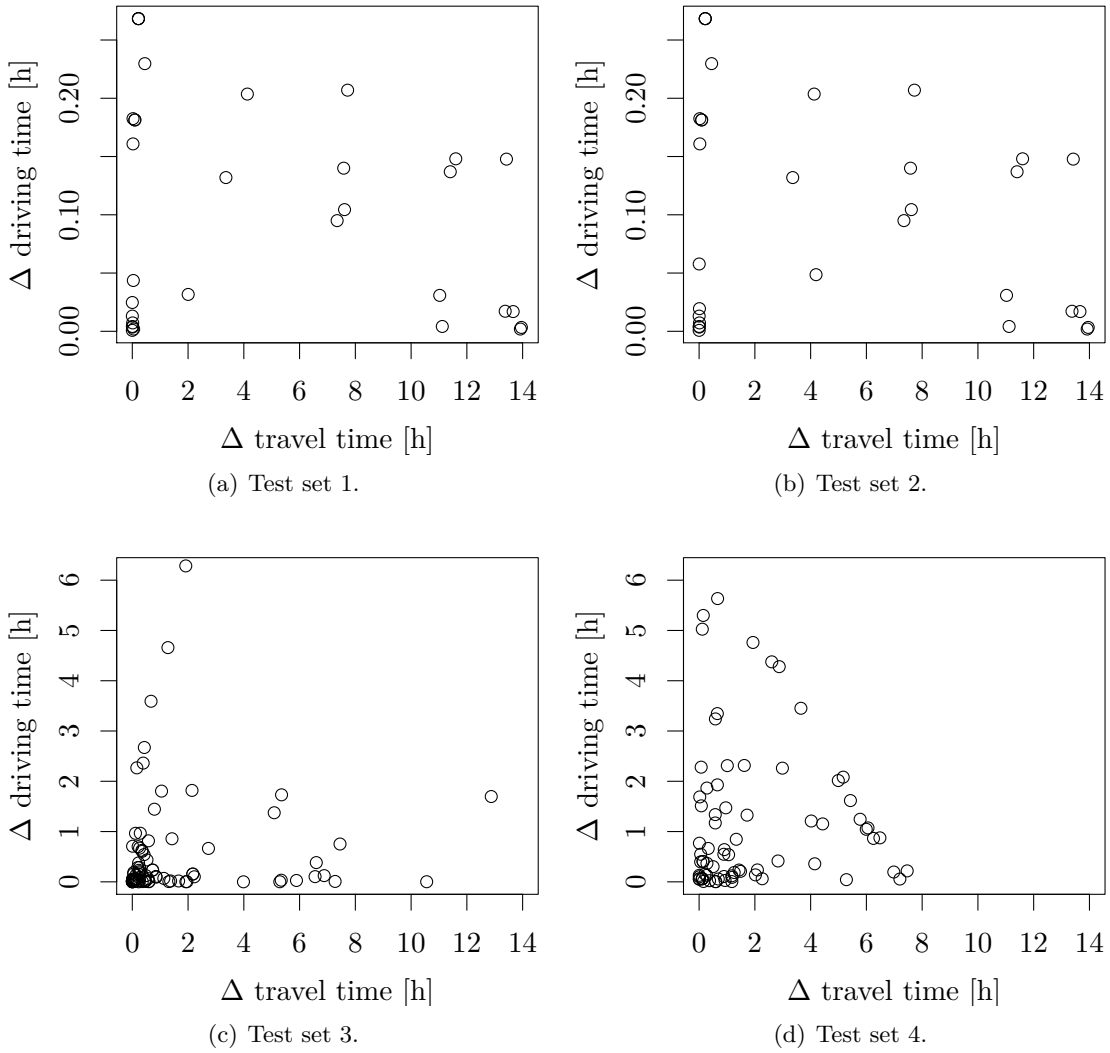 Δ driving time [h]
0.20
0.10
0.00
0 2 4 6 8 10 12 14
Δ travel time [h]
(a) Test set 1.
Δ driving time [h]
0.20
0.10
0.00
0 2 4 6 8 10 12 14
Δ travel time [h]
(b) Test set 2.
Δ driving time [h]
6
5
4
3
2
1
0
0 2 4 6 8 10 12 14
Δ travel time [h]
(c) Test set 3.
Δ driving time [h]
6
5
4
3
2
1
0
0 2 4 6 8 10 12 14
Δ travel time [h]
(d) Test set 4.